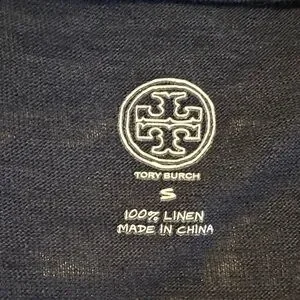 TORY BURCH
S
100% LINEN
MADE IN CHINA